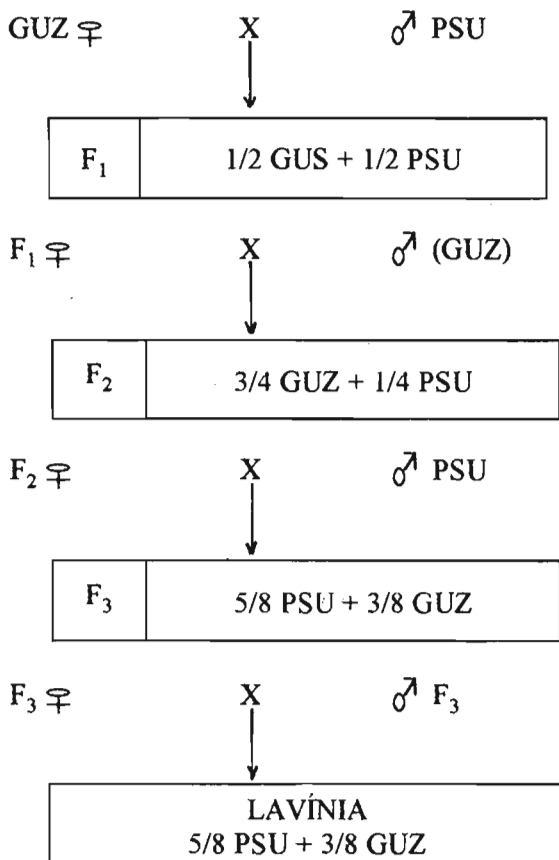 GUZ ♀ X ♂ PSU
F₁ 1/2 GUS + 1/2 PSU
F₁ ♀ X ♂ (GUZ)
F₂ 3/4 GUZ + 1/4 PSU
F₂ ♀ X ♂ PSU
F₃ 5/8 PSU + 3/8 GUZ
F₃ ♀ X ♂ F₃
LAVÍNIA
5/8 PSU + 3/8 GUZ